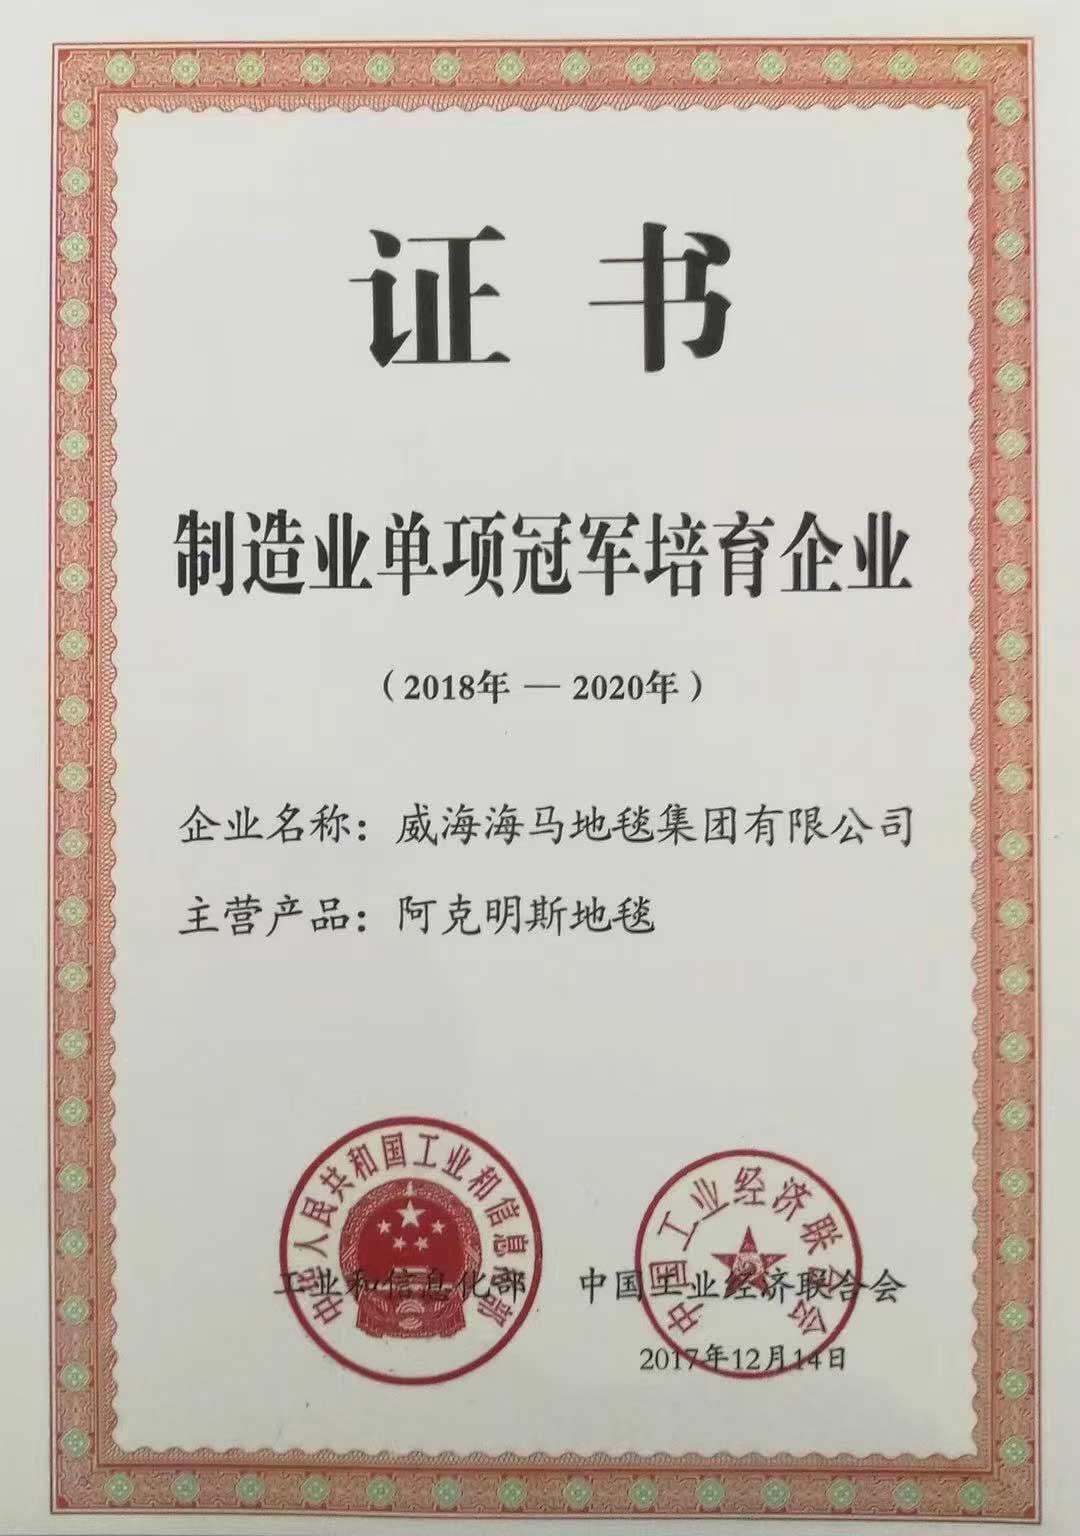 证书
制造业单项冠军培育企业
（2018年 — 2020年）
企业名称：威海海马地毯集团有限公司
主营产品：阿克明斯地毯
中华人民共和国工业和信息化部
工业和信息化部
中国工业经济联合会
中国工业经济联合会
2017年12月14日